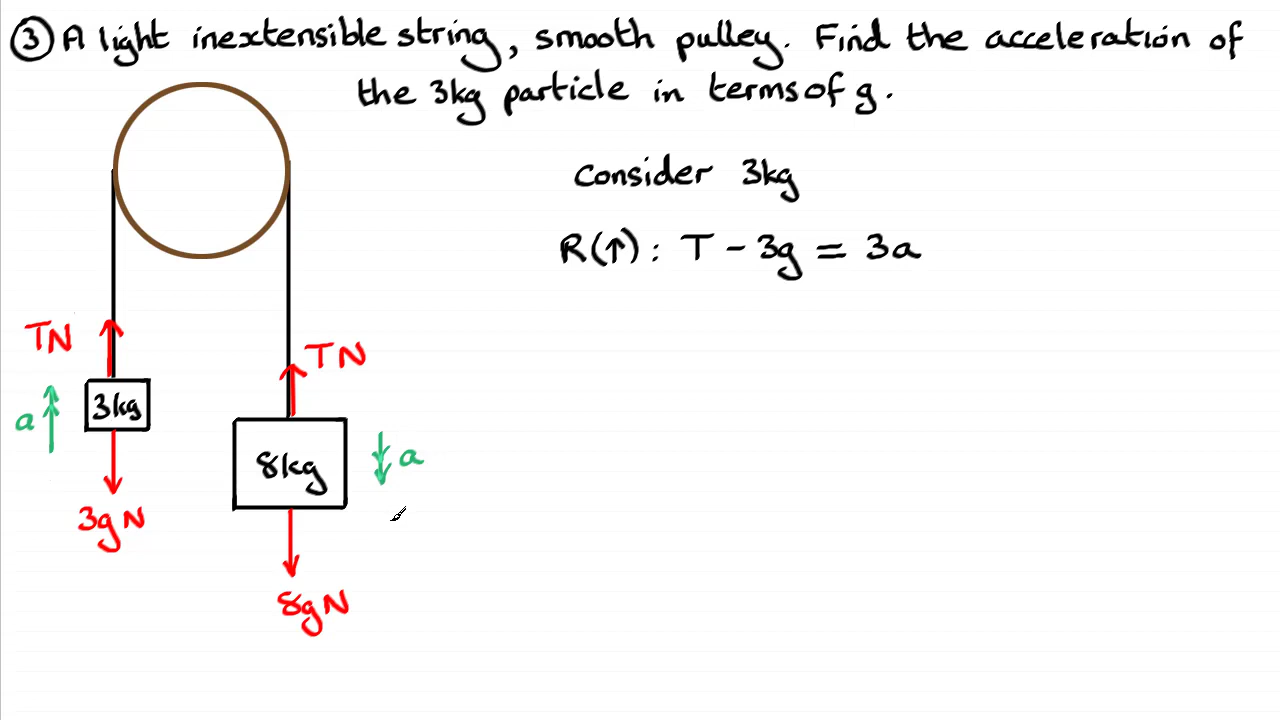 ③ A light inextensible string, smooth pulley. Find the acceleration of
the 3kg particle in terms of g.
Consider 3kg
R(↑): T - 3g = 3a
TN
TN
a
3kg
8kg
a
3gN
8gN